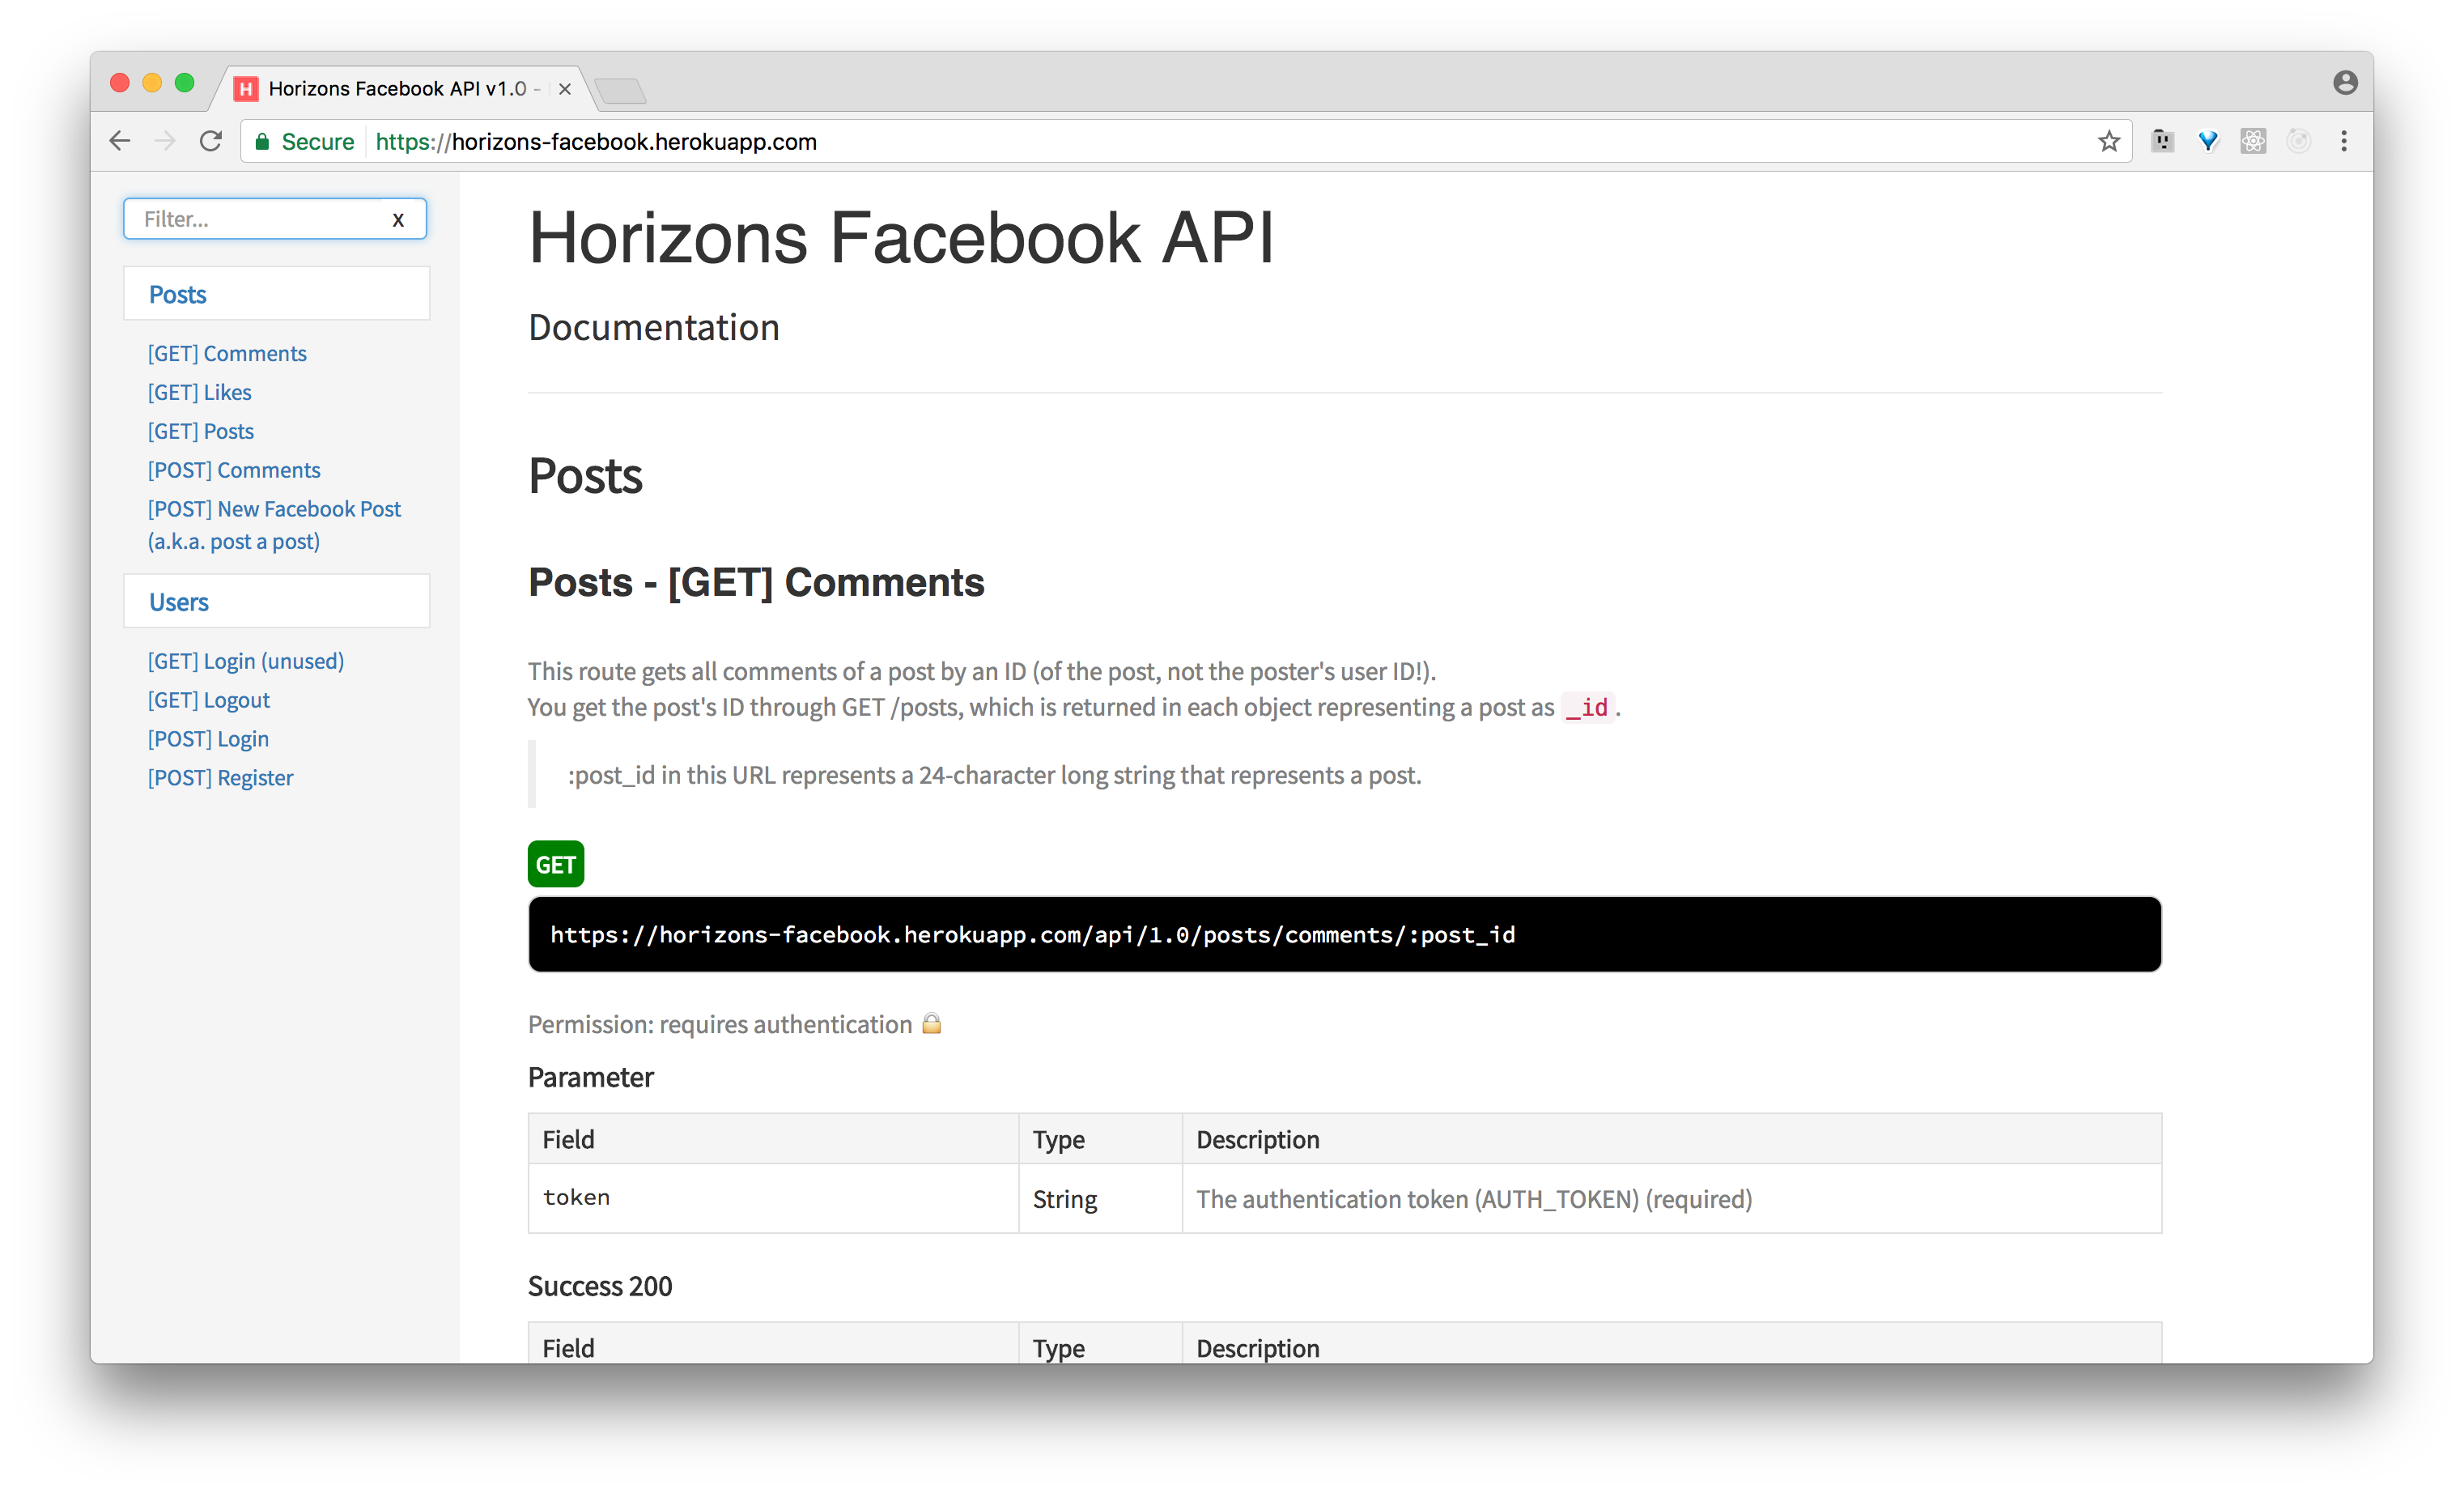 H Horizons Facebook API v1.0 -
Secure https://horizons-facebook.herokuapp.com
Filter... x
Posts
[GET] Comments
[GET] Likes
[GET] Posts
[POST] Comments
[POST] New Facebook Post
(a.k.a. post a post)
Users
[GET] Login (unused)
[GET] Logout
[POST] Login
[POST] Register
Horizons Facebook API
Documentation
Posts
Posts - [GET] Comments
This route gets all comments of a post by an ID (of the post, not the poster's user ID!).
You get the post's ID through GET /posts, which is returned in each object representing a post as _id.
:post_id in this URL represents a 24-character long string that represents a post.
GET
https://horizons-facebook.herokuapp.com/api/1.0/posts/comments/:post_id
Permission: requires authentication 🔒
Parameter
Field Type Description
token String The authentication token (AUTH_TOKEN) (required)
Success 200
Field Type Description